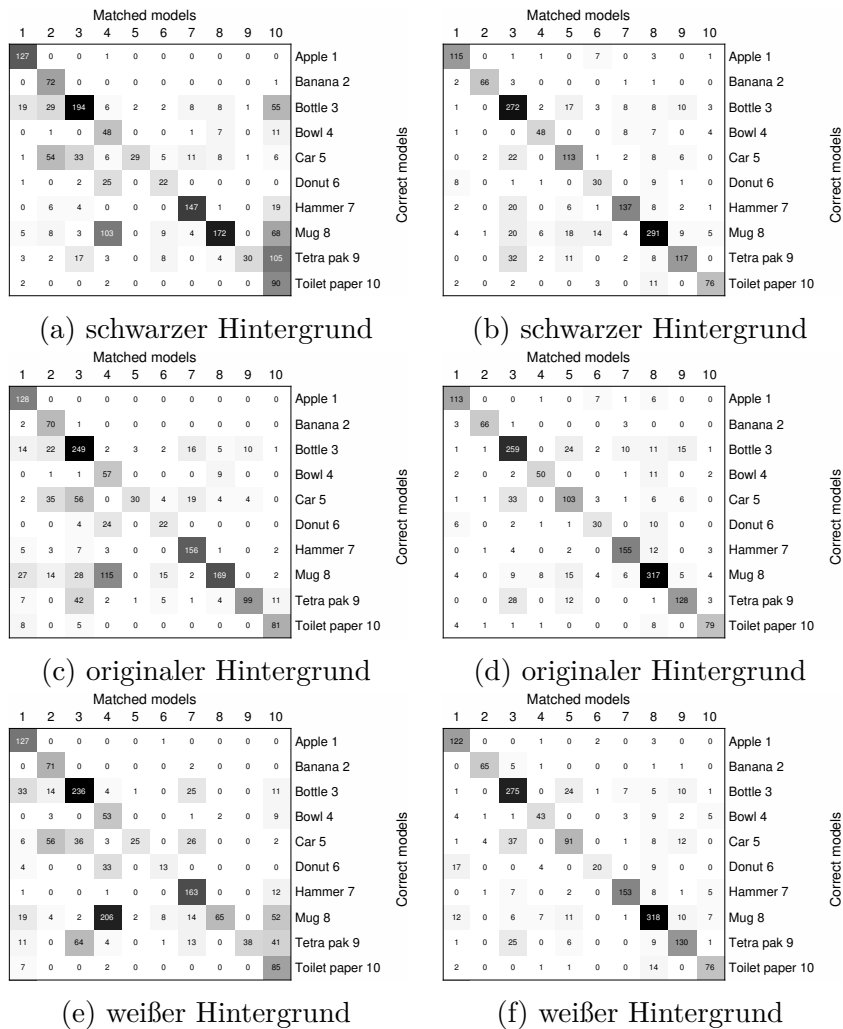 Matched models
1 2 3 4 5 6 7 8 9 10
127 0 0 1 0 0 0 0 0 0 Apple 1
0 72 0 0 0 0 0 0 0 1 Banana 2
19 29 194 6 2 2 8 8 1 55 Bottle 3
0 1 0 48 0 0 1 7 0 11 Bowl 4
1 54 33 6 29 5 11 8 1 6 Car 5
1 0 2 25 0 22 0 0 0 0 Donut 6
0 6 4 0 0 0 147 1 0 19 Hammer 7
5 8 3 103 0 9 4 172 0 68 Mug 8
3 2 17 3 0 8 0 4 30 105 Tetra pak 9
2 0 0 2 0 0 0 0 0 90 Toilet paper 10
Correct models
(a) schwarzer Hintergrund
Matched models
1 2 3 4 5 6 7 8 9 10
115 0 1 1 0 7 0 3 0 1 Apple 1
2 66 3 0 0 0 1 1 0 0 Banana 2
1 0 272 2 17 3 8 8 10 3 Bottle 3
0 1 0 48 0 0 8 7 0 4 Bowl 4
0 2 22 0 113 1 2 8 6 0 Car 5
8 0 1 1 0 30 0 9 1 0 Donut 6
2 0 20 0 6 1 137 8 2 1 Hammer 7
4 1 20 6 18 14 4 291 9 5 Mug 8
0 0 32 2 11 0 2 8 117 0 Tetra pak 9
2 0 2 0 0 3 0 11 0 76 Toilet paper 10
Correct models
(b) schwarzer Hintergrund
Matched models
1 2 3 4 5 6 7 8 9 10
128 0 0 0 0 0 0 0 0 0 Apple 1
2 70 1 0 0 0 0 0 0 0 Banana 2
14 22 249 2 3 2 16 5 10 1 Bottle 3
0 1 1 57 0 0 0 9 0 0 Bowl 4
2 35 56 0 30 4 19 4 4 0 Car 5
0 0 4 24 0 22 0 0 0 0 Donut 6
5 3 7 3 0 0 156 1 0 2 Hammer 7
27 14 28 115 0 15 2 169 0 2 Mug 8
7 0 42 2 1 5 1 4 99 11 Tetra pak 9
8 0 5 0 0 0 0 0 0 81 Toilet paper 10
Correct models
(c) originaler Hintergrund
Matched models
1 2 3 4 5 6 7 8 9 10
113 0 0 1 0 7 1 6 0 0 Apple 1
3 66 1 0 0 0 3 0 0 0 Banana 2
2 0 259 0 24 2 10 11 15 1 Bottle 3
2 0 2 50 0 0 1 11 0 2 Bowl 4
1 1 33 0 103 3 1 6 6 0 Car 5
6 0 2 1 1 30 0 10 0 0 Donut 6
0 1 4 0 2 0 155 12 0 3 Hammer 7
4 0 9 8 15 4 6 317 5 4 Mug 8
0 0 28 0 12 0 0 1 128 3 Tetra pak 9
4 1 1 1 0 0 0 8 0 79 Toilet paper 10
Correct models
(d) originaler Hintergrund
Matched models
1 2 3 4 5 6 7 8 9 10
127 0 0 0 0 1 0 0 0 0 Apple 1
0 71 0 0 0 0 2 0 0 0 Banana 2
33 14 236 4 1 0 25 0 0 11 Bottle 3
0 3 0 53 0 0 1 2 0 9 Bowl 4
6 56 36 3 25 0 26 0 0 2 Car 5
4 0 0 33 0 13 0 0 0 0 Donut 6
1 0 0 1 0 0 163 0 0 12 Hammer 7
19 4 2 206 2 8 14 65 0 52 Mug 8
11 0 64 4 0 1 13 0 38 41 Tetra pak 9
7 0 0 2 0 0 0 0 0 85 Toilet paper 10
Correct models
(e) weißer Hintergrund
Matched models
1 2 3 4 5 6 7 8 9 10
122 0 0 1 0 2 0 3 0 0 Apple 1
0 65 5 1 0 0 1 1 0 0 Banana 2
1 0 275 0 24 1 7 5 10 1 Bottle 3
4 1 1 43 0 0 3 9 2 5 Bowl 4
1 4 37 0 91 0 1 8 12 0 Car 5
17 0 0 4 0 20 0 9 0 0 Donut 6
0 1 7 0 2 0 153 8 1 5 Hammer 7
12 0 6 7 11 0 1 318 10 7 Mug 8
1 0 25 0 6 0 0 9 130 1 Tetra pak 9
2 0 0 1 1 0 0 14 0 76 Toilet paper 10
Correct models
(f) weißer Hintergrund